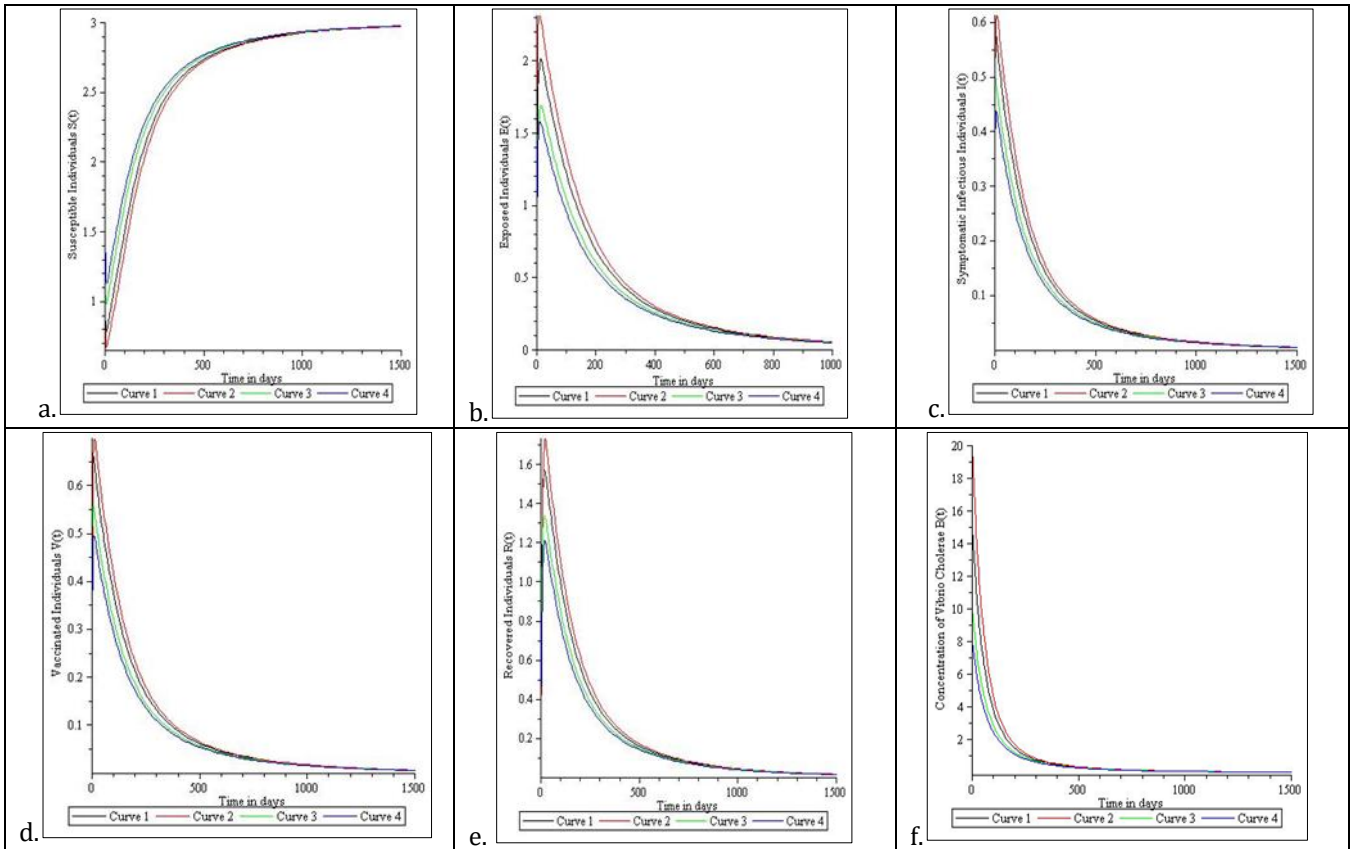 3
2.5
2
1.5
1
Susceptible Individuals S(t)
0
500
1000
1500
Time in days
Curve 1 Curve 2 Curve 3 Curve 4
a.
2
1.5
1
0.5
0
Exposed Individuals E(t)
0 200 400 600 800 1000
Time in days
Curve 1 Curve 2 Curve 3 Curve 4
b.
0.6
0.5
0.4
0.3
0.2
0.1
Symptomatic Infectious Individuals I(t)
0 500 1000 1500
Time in days
Curve 1 Curve 2 Curve 3 Curve 4
c.
0.6
0.5
0.4
0.3
0.2
0.1
Vaccinated Individuals V(t)
0 500 1000 1500
Time in days
Curve 1 Curve 2 Curve 3 Curve 4
d.
1.6
1.4
1.2
1.0
0.8
0.6
0.4
0.2
Recovered Individuals R(t)
0 500 1000 1500
Time in days
Curve 1 Curve 2 Curve 3 Curve 4
e.
20
18
16
14
12
10
8
6
4
2
Concentration of Vibrio Cholerae B(t)
0 500 1000 1500
Time in days
Curve 1 Curve 2 Curve 3 Curve 4
f.